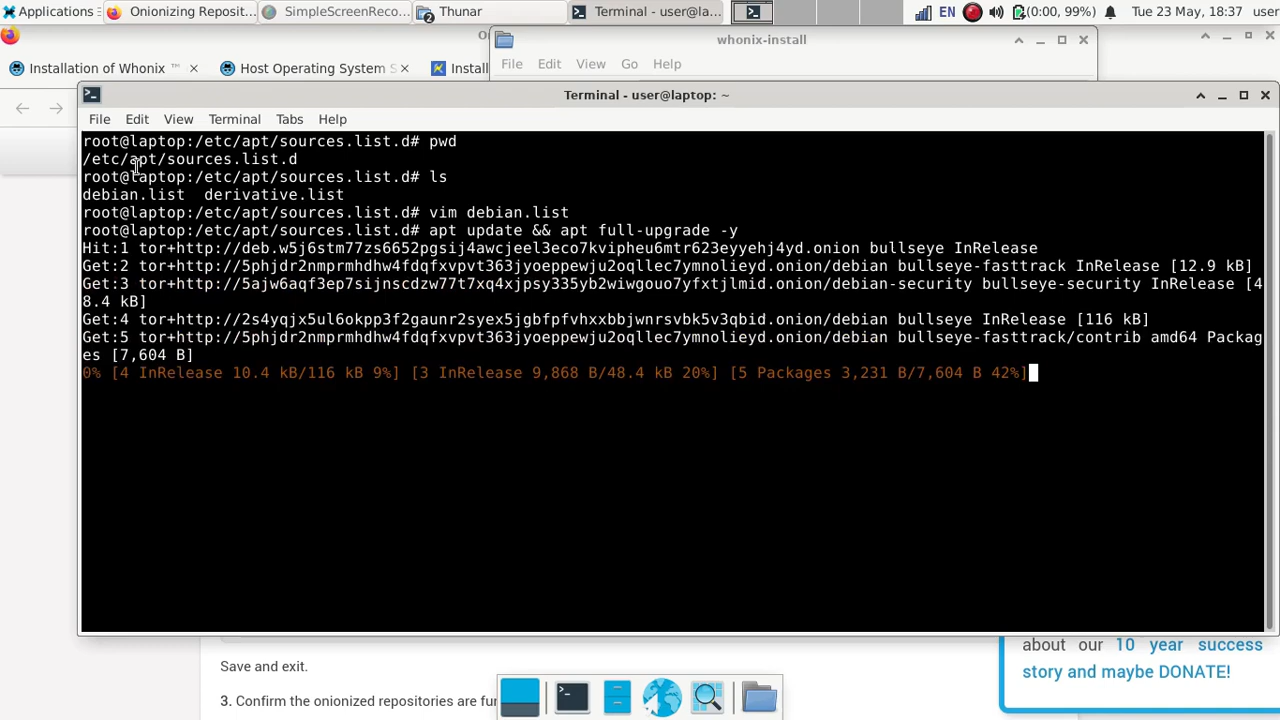 Applications
Onionizing Reposit...
SimpleScreenReco...
2
Thunar
Terminal - user@la...
EN
(0:00, 99%)
Tue 23 May, 18:37
user
whonix-install
Installation of Whonix ™
Host Operating System S
Install
File Edit View Go Help
Terminal - user@laptop: ~
File Edit View Terminal Tabs Help
root@laptop:/etc/apt/sources.list.d# pwd
/etc/apt/sources.list.d
root@laptop:/etc/apt/sources.list.d# ls
debian.list  derivative.list
root@laptop:/etc/apt/sources.list.d# vim debian.list
root@laptop:/etc/apt/sources.list.d# apt update && apt full-upgrade -y
Hit:1 tor+http://deb.w5j6stm77zs6652pgsij4awcjeel3eco7kvipheu6mtr623eyyehj4yd.onion bullseye InRelease
Get:2 tor+http://5phjdr2nmprmhdhw4fdqfxvpvt363jyoeppewju2oqllec7ymnolieyd.onion/debian bullseye-fasttrack InRelease [12.9 kB]
Get:3 tor+http://5ajw6aqf3ep7sijnscdzw77t7xq4xjpsy335yb2wiwgouo7yfxtjlmid.onion/debian-security bullseye-security InRelease [4
8.4 kB]
Get:4 tor+http://2s4yqjx5ul6okpp3f2gaunr2syex5jgbfpfvhxxbbjwnrsvbk5v3qbid.onion/debian bullseye InRelease [116 kB]
Get:5 tor+http://5phjdr2nmprmhdhw4fdqfxvpvt363jyoeppewju2oqllec7ymnolieyd.onion/debian bullseye-fasttrack/contrib amd64 Packag
es [7,604 B]
0% [4 InRelease 10.4 kB/116 kB 9%] [3 InRelease 9,868 B/48.4 kB 20%] [5 Packages 3,231 B/7,604 B 42%]
about our 10 year success
story and maybe DONATE!
Save and exit.
3. Confirm the onionized repositories are fu